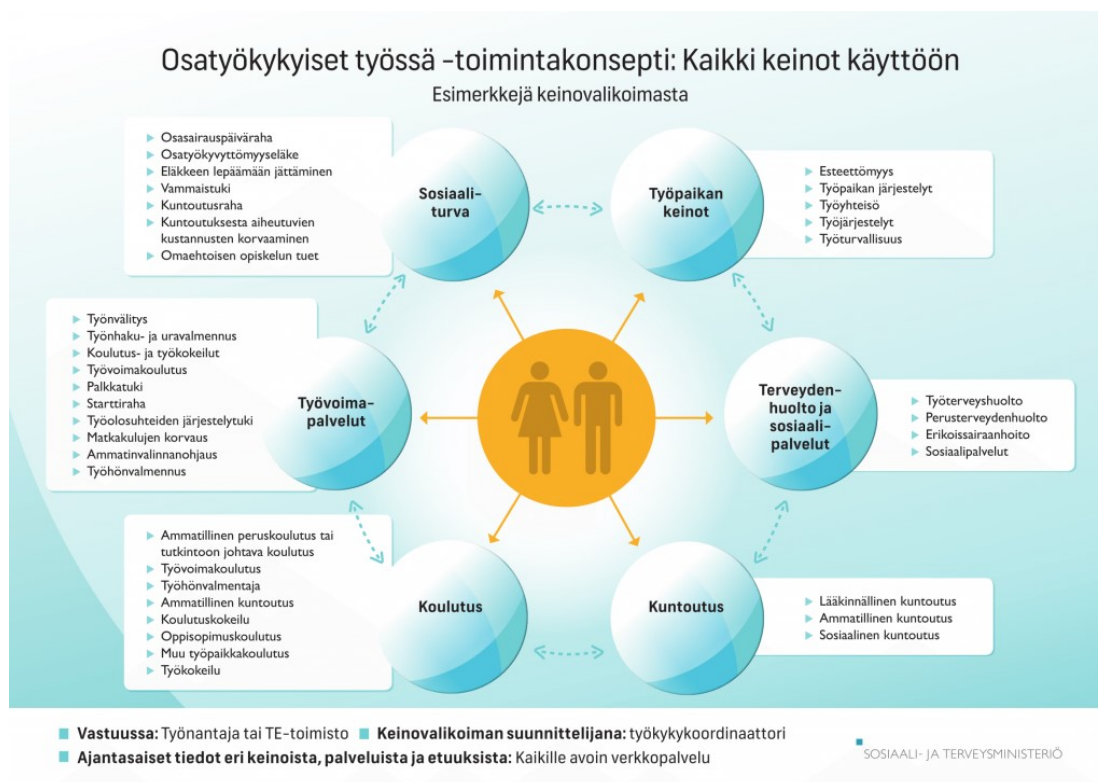 Osatyökykyiset työssä -toimintakonsepti: Kaikki keinot käyttöön
Esimerkkejä keinovalikoimasta
Osasairauspäiväraha
Osatyökyvyttömyyseläke
Eläkkeen lepäämään jättäminen
Vammaistuki
Kuntoutusraha
Kuntoutuksesta aiheutuvien
kustannusten korvaaminen
Omaehtoisen opiskelun tuet
Sosiaali-
turva
Työpaikan
keinot
Esteettömyys
Työpaikan järjestelyt
Työyhteisö
Työjärjestelyt
Työturvallisuus
Työnvälitys
Työnhaku- ja uravalmennus
Koulutus- ja työkokeilut
Työvoimakoulutus
Palkkatuki
Starttiraha
Työolosuhteiden järjestelytuki
Matkakulujen korvaus
Ammatinvalinnanohjaus
Työhönvalmennus
Työvoima-
palvelut
Terveyden-
huolto ja
sosiaali-
palvelut
Työterveyshuolto
Perusterveydenhuolto
Erikoissairaanhoito
Sosiaalipalvelut
Ammatillinen peruskoulutus tai
tutkintoon johtava koulutus
Työvoimakoulutus
Työhönvalmentaja
Ammatillinen kuntoutus
Koulutuskokeilu
Oppisopimuskoulutus
Muu työpaikkakoulutus
Työkokeilu
Koulutus
Kuntoutus
Lääkinnällinen kuntoutus
Ammatillinen kuntoutus
Sosiaalinen kuntoutus
Vastuussa: Työnantaja tai TE-toimisto Keinovalikoiman suunnittelijana: työkykykoordinaattori
Ajantasaiset tiedot eri keinoista, palveluista ja etuuksista: Kaikille avoin verkkopalvelu
SOSIAALI- JA TERVEYSMINISTERIÖ